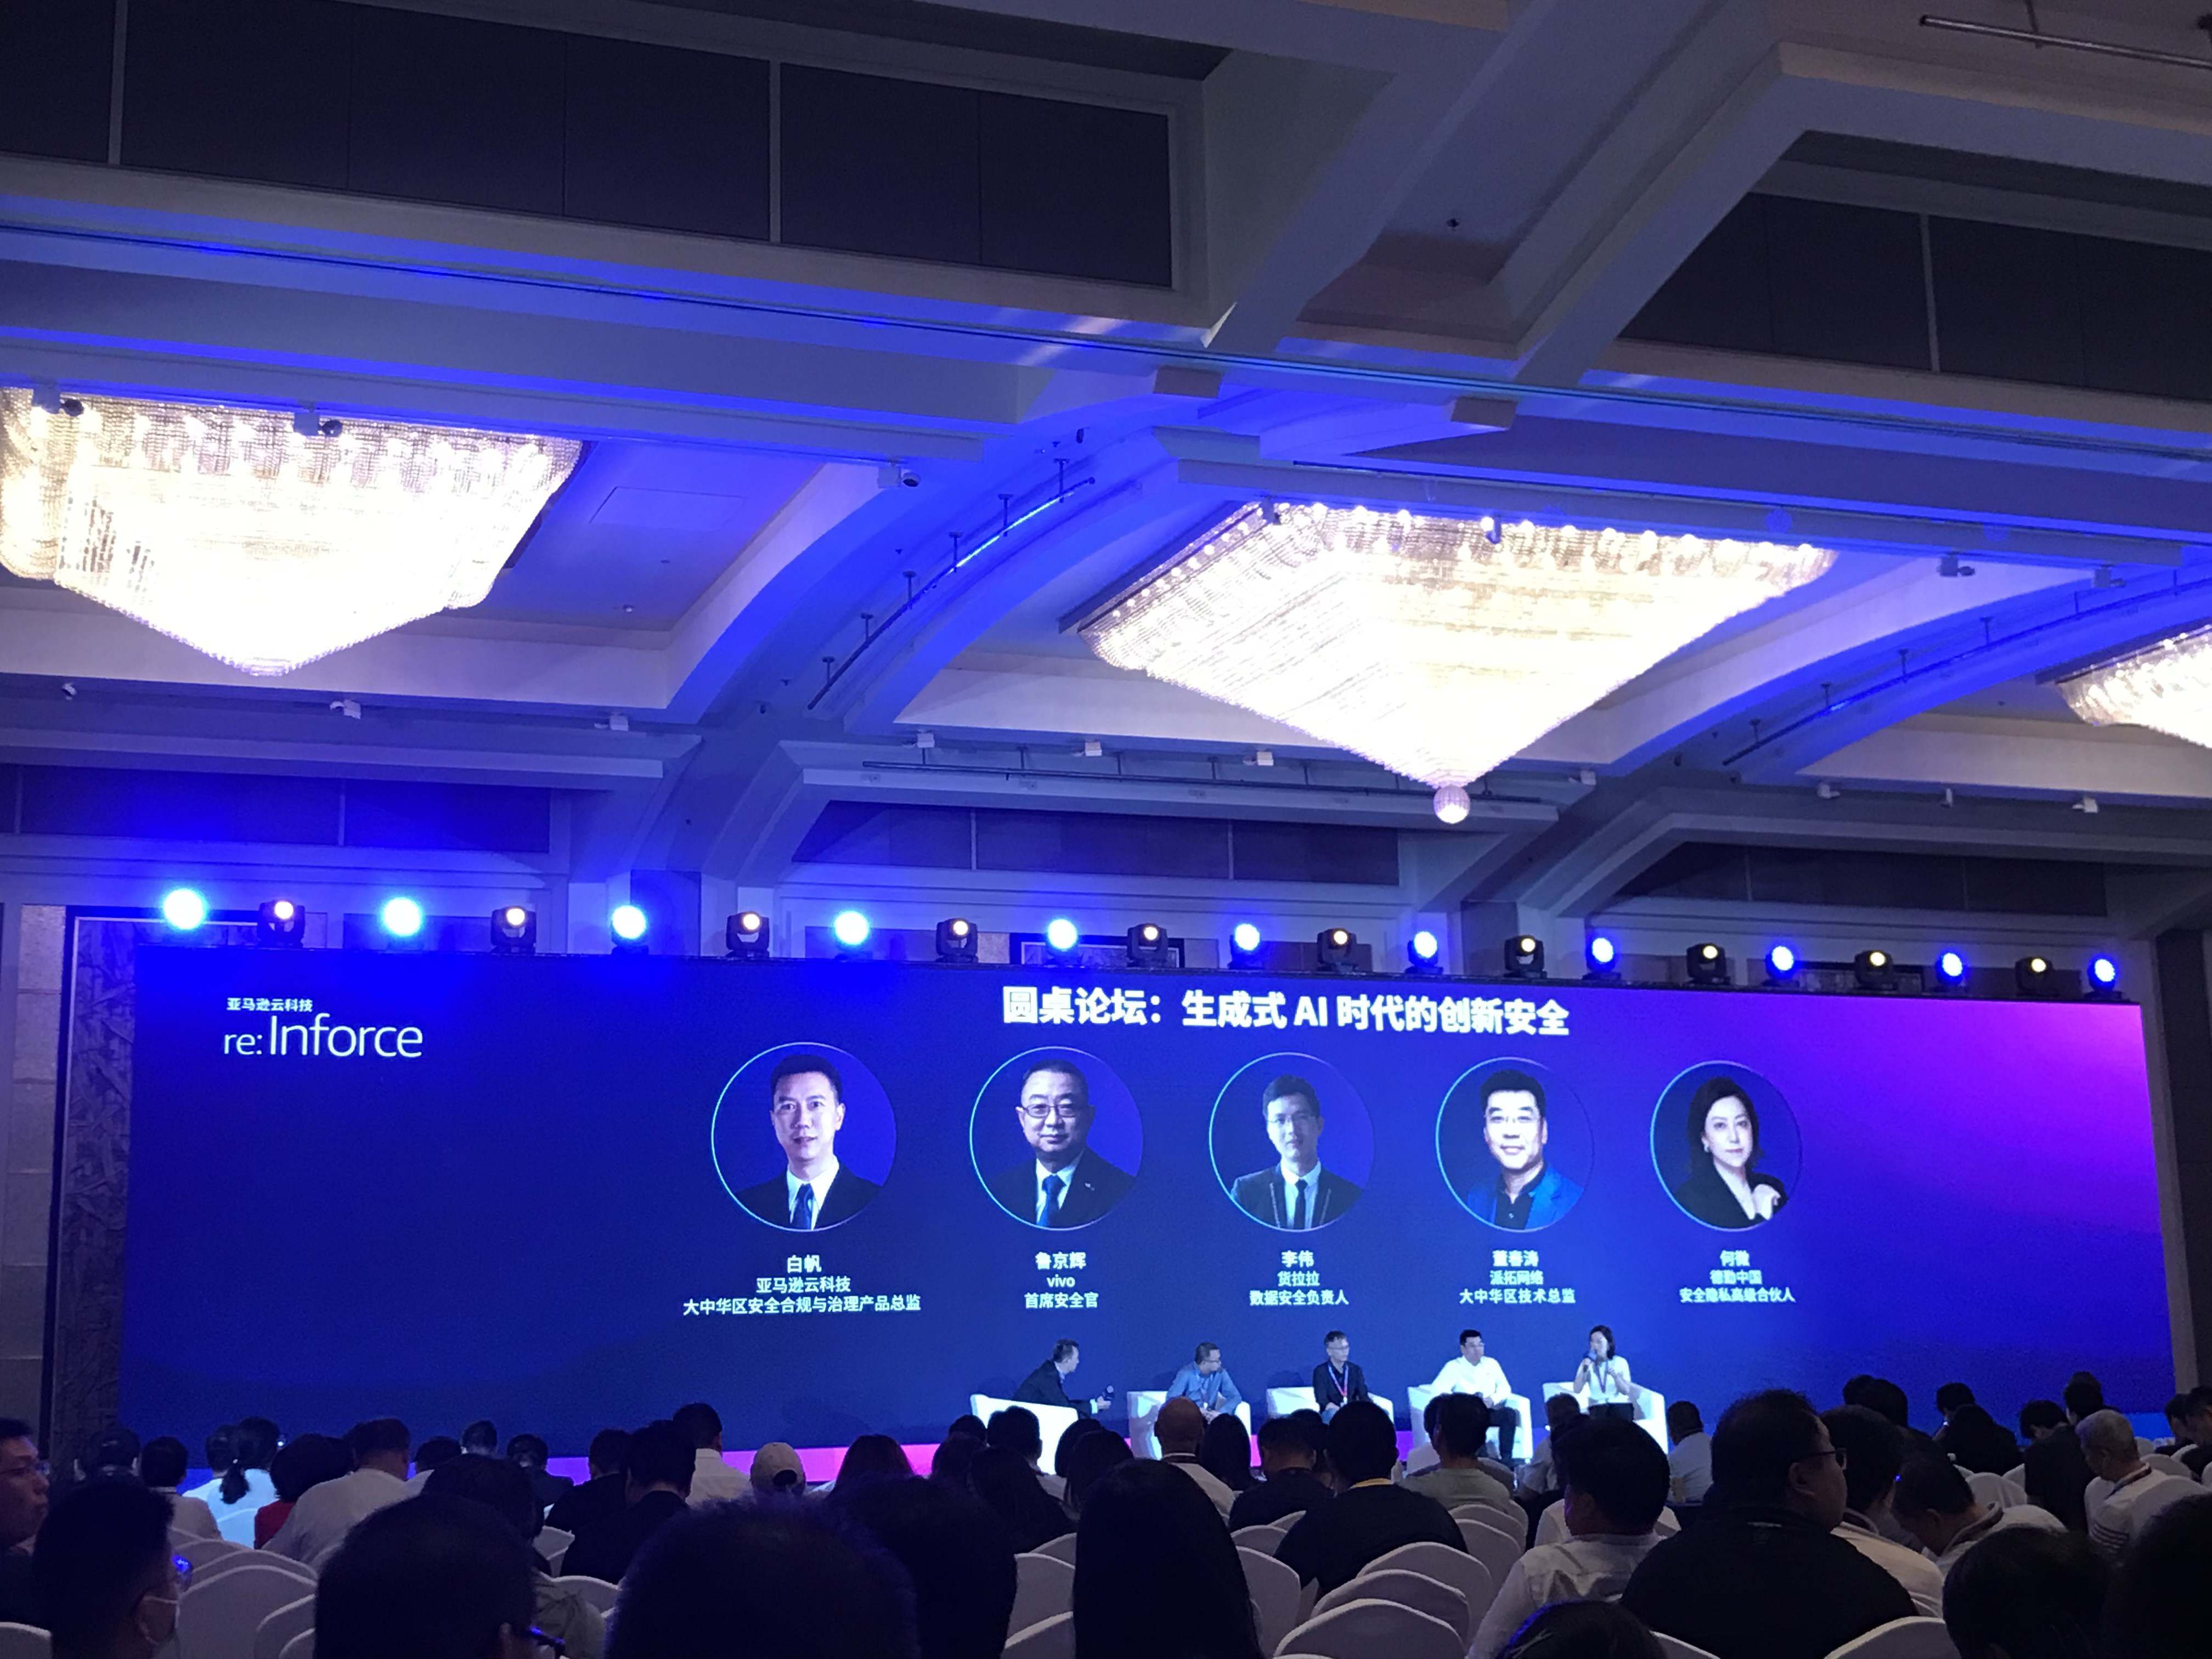 亚马逊云科技
re:Inforce
圆桌论坛：生成式 AI 时代的创新安全
白帆
亚马逊云科技
大中华区安全合规与治理产品总监
鲁京辉
vivo
首席安全官
李伟
货拉拉
数据安全负责人
董春涛
派拓网络
大中华区技术总监
何微
德勤中国
安全隐私高级合伙人